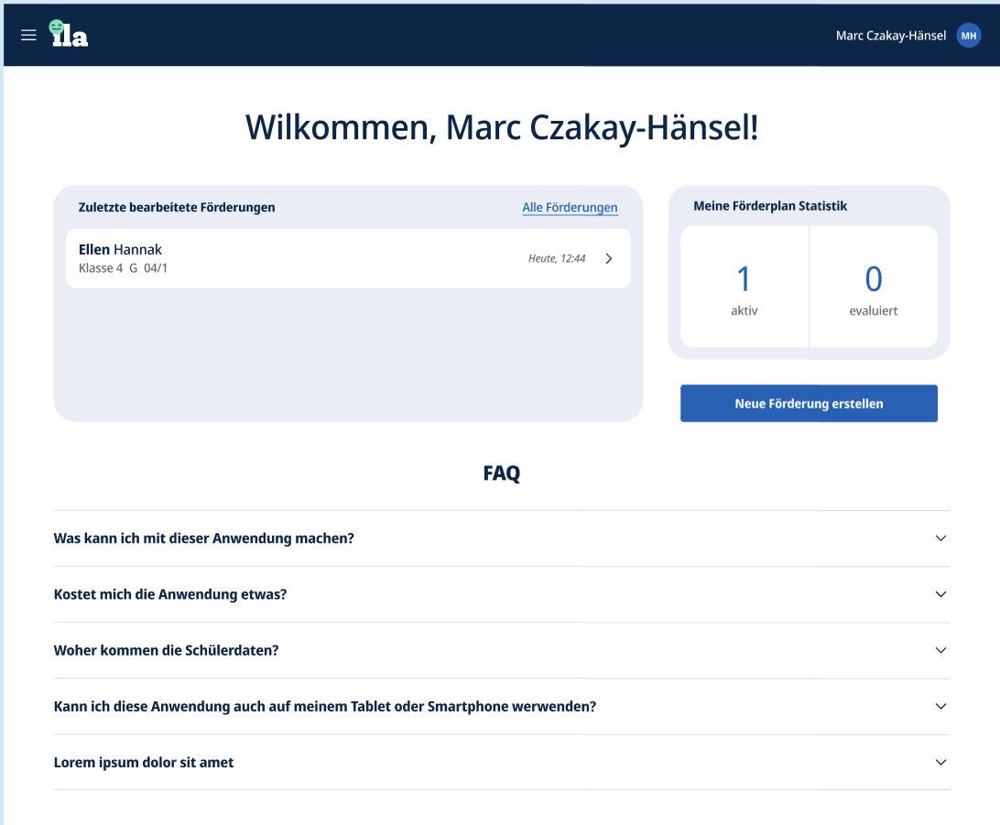 ila
Marc Czakay-Hänsel MH
Wilkommen, Marc Czakay-Hänsel!
Zuletzte bearbeitete Förderungen
Alle Förderungen
Ellen Hannak
Klasse 4 G 04/1
Heute, 12:44
Meine Förderplan Statistik
1
aktiv
0
evaluiert
Neue Förderung erstellen
FAQ
Was kann ich mit dieser Anwendung machen?
Kostet mich die Anwendung etwas?
Woher kommen die Schülerdaten?
Kann ich diese Anwendung auch auf meinem Tablet oder Smartphone werwenden?
Lorem ipsum dolor sit amet